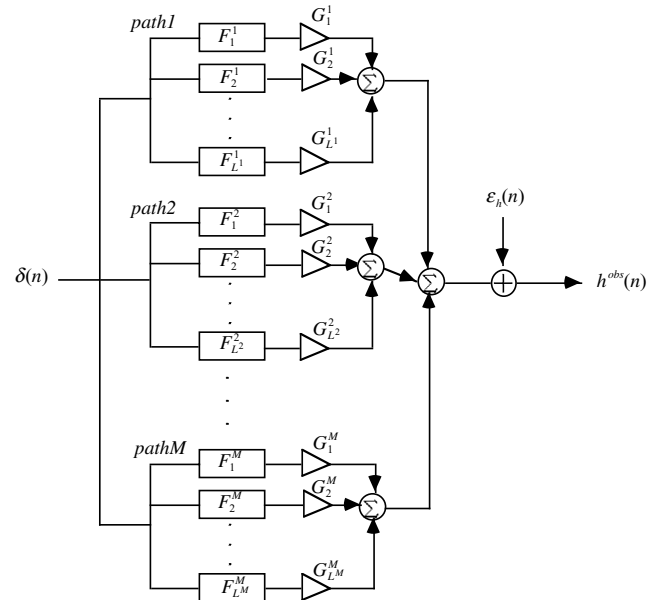 path1
F_1^1
G_1^1
F_2^1
G_2^1
F_{L^1}^1
G_{L^1}^1
Σ
path2
F_1^2
G_1^2
F_2^2
G_2^2
F_{L^2}^2
G_{L^2}^2
Σ
δ(n)
Σ
ε_h(n)
+
h^{obs}(n)
pathM
F_1^M
G_1^M
F_2^M
G_2^M
F_{L^M}^M
G_{L^M}^M
Σ